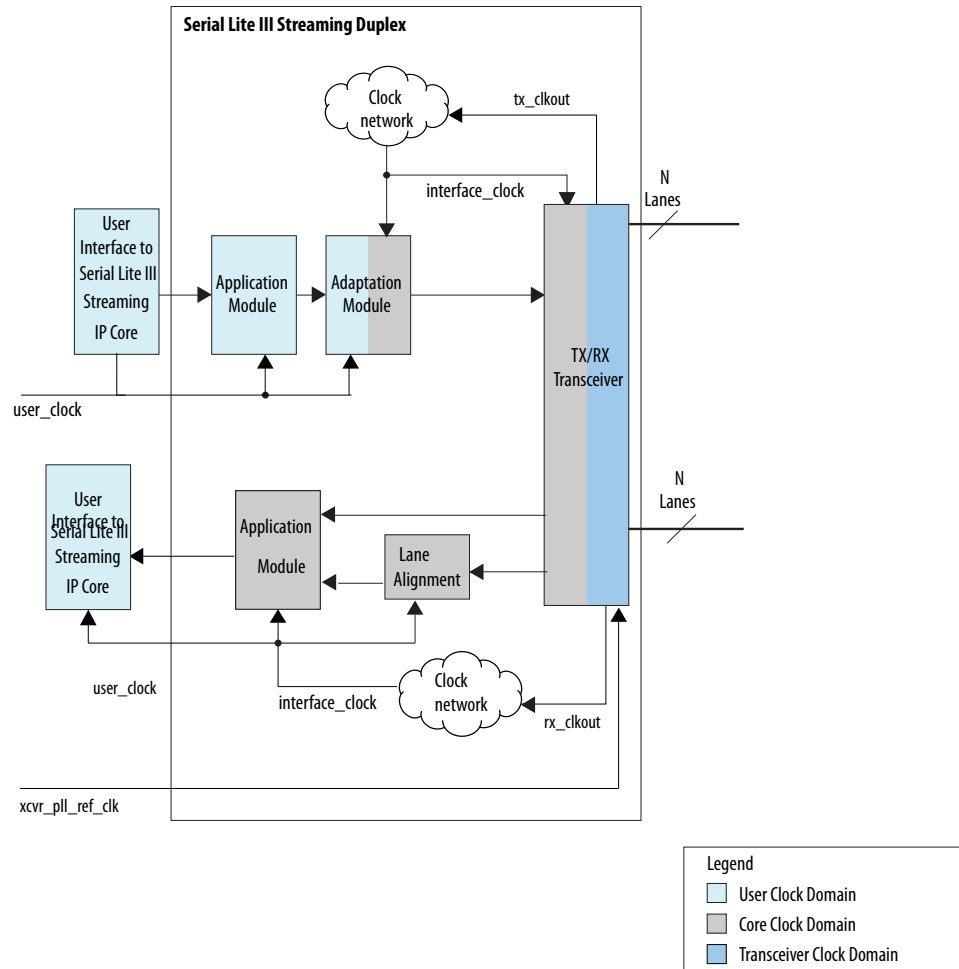 Serial Lite III Streaming Duplex
Clock
network
tx_clkout
interface_clock
N
Lanes
User
Interface to
Serial Lite III
Streaming
IP Core
Application
Module
Adaptation
Module
TX/RX
Transceiver
user_clock
N
Lanes
User
Interface to
Serial Lite III
Streaming
IP Core
Application
Module
Lane
Alignment
user_clock
interface_clock
Clock
network
rx_clkout
xcvr_pll_ref_clk
Legend
User Clock Domain
Core Clock Domain
Transceiver Clock Domain